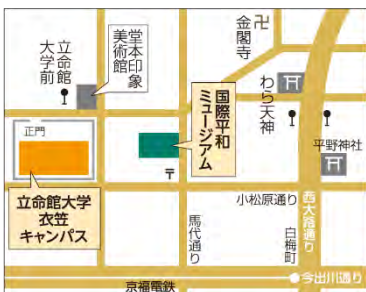 立命館
大学前
堂本印象
美術館
金閣寺
卍
わら天神
国際平和
ミュージアム
正門
平野神社
〒
立命館大学
衣笠
キャンパス
小松原通り
西大路通り
馬代通り
白梅町
今出川通り
京福電鉄